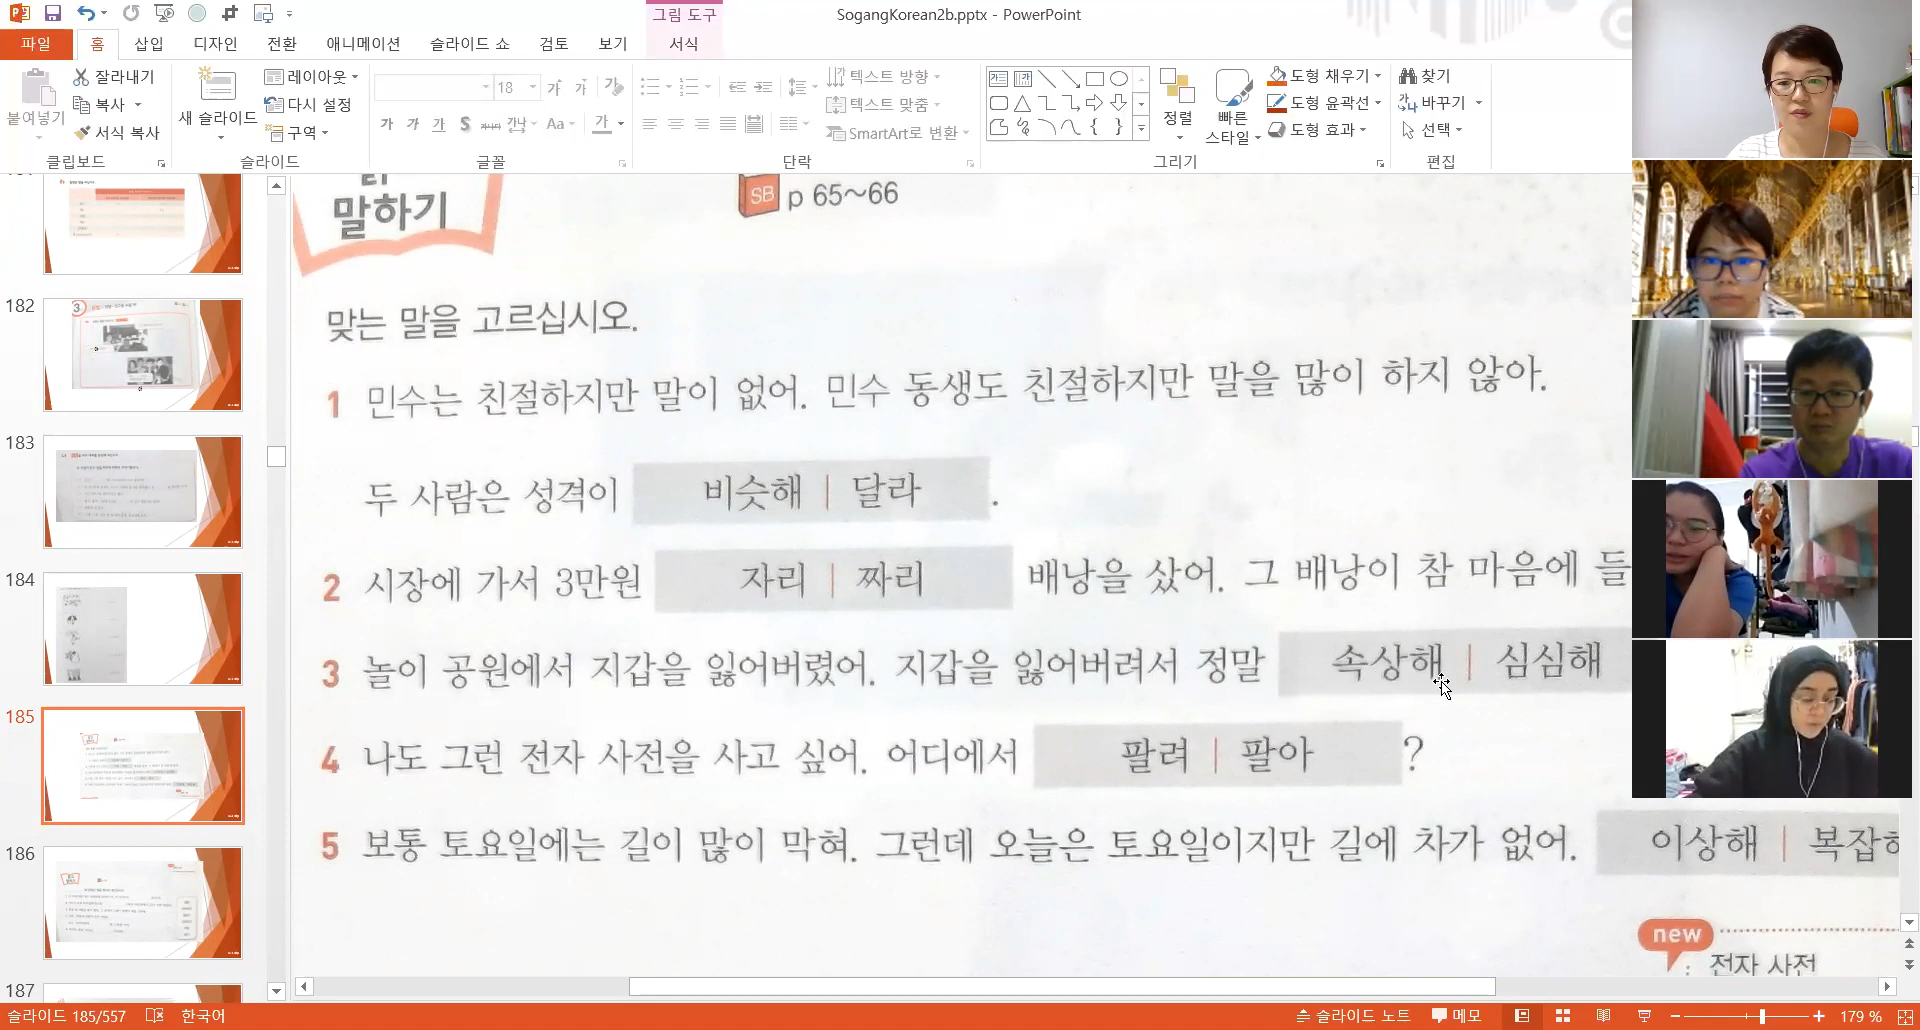 SogangKorean2b.pptx - PowerPoint
그림 도구
파일 홈 삽입 디자인 전환 애니메이션 슬라이드 쇼 검토 보기 서식
붙여넣기
잘라내기
복사
서식 복사
클립보드
새 슬라이드
레이아웃
다시 설정
구역
슬라이드
18
가 가 가 S 가나다 간 Aa 가
글꼴
텍스트 방향
텍스트 맞춤
SmartArt로 변환
단락
정렬
빠른 스타일
도형 채우기
도형 윤곽선
도형 효과
그리기
찾기
바꾸기
선택
편집
182
183
184
185
186
187
말하기
SB p 65~66
맞는 말을 고르십시오.
1 민수는 친절하지만 말이 없어. 민수 동생도 친절하지만 말을 많이 하지 않아.
두 사람은 성격이 비슷해 | 달라 .
2 시장에 가서 3만원 자리 | 짜리 배낭을 샀어. 그 배낭이 참 마음에 들
3 놀이 공원에서 지갑을 잃어버렸어. 지갑을 잃어버려서 정말 속상해 | 심심해
4 나도 그런 전자 사전을 사고 싶어. 어디에서 팔려 | 팔아 ?
5 보통 토요일에는 길이 많이 막혀. 그런데 오늘은 토요일이지만 길에 차가 없어. 이상해 | 복잡해
new
: 전자 사전
슬라이드 185/557 한국어 슬라이드 노트 메모 179 %